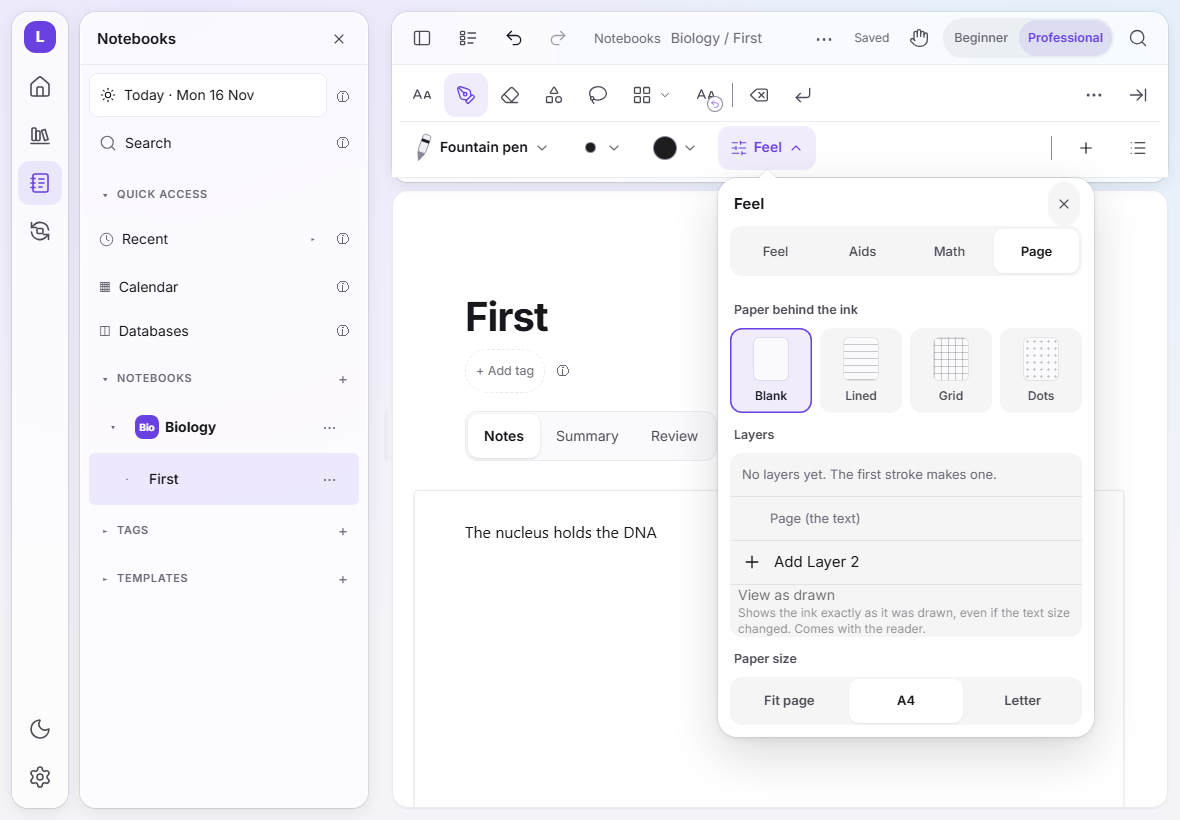 L
Notebooks
Today · Mon 16 Nov
Search
QUICK ACCESS
Recent
Calendar
Databases
NOTEBOOKS
Bio Biology
First
TAGS
TEMPLATES
Notebooks Biology / First
Saved
Beginner
Professional
AA
AA
Fountain pen
Feel
First
+ Add tag
Notes
Summary
Review
The nucleus holds the DNA
Feel
Feel
Aids
Math
Page
Paper behind the ink
Blank
Lined
Grid
Dots
Layers
No layers yet. The first stroke makes one.
Page (the text)
Add Layer 2
View as drawn
Shows the ink exactly as it was drawn, even if the text size
changed. Comes with the reader.
Paper size
Fit page
A4
Letter